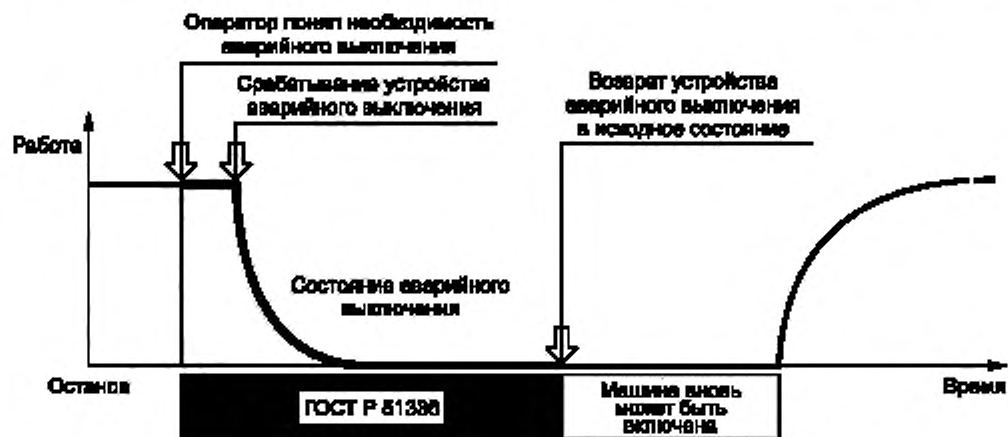 Оператор понял необходимость
аварийного выключения
Срабатывание устройства
аварийного выключения
Возврат устройства
аварийного выключения
в исходное состояние
Работа
Состояние аварийного
выключения
Останов
Время
ГОСТ Р 51336
Машина вновь
может быть
включена